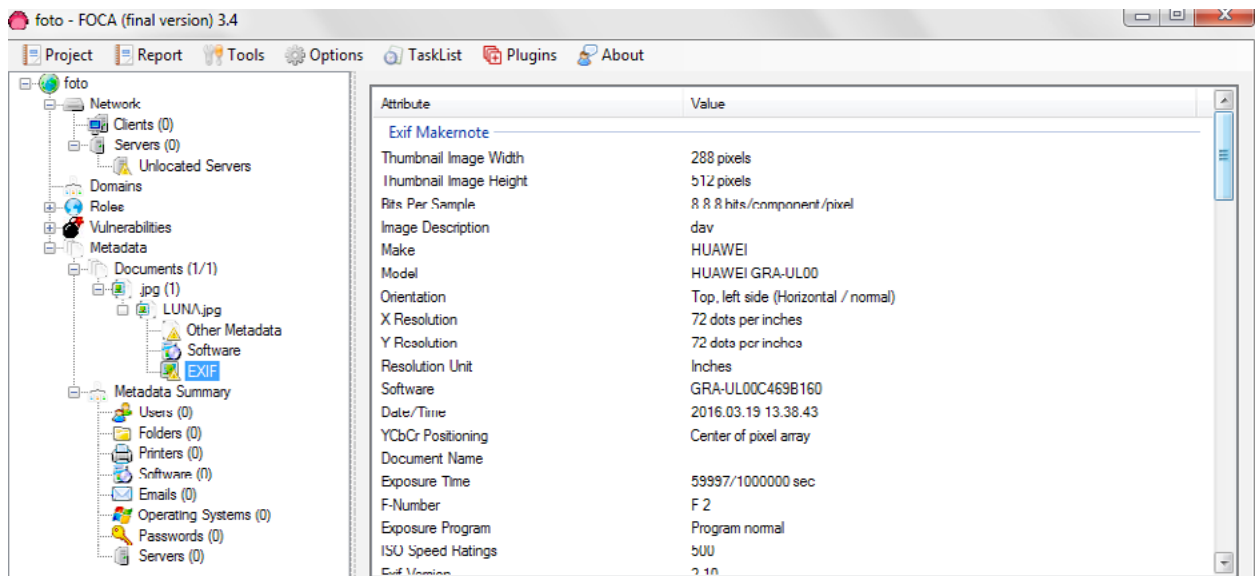 foto - FOCA (final version) 3.4
Project Report Tools Options TaskList Plugins About
foto
Network
Clients (0)
Servers (0)
Unlocated Servers
Domains
Roles
Vulnerabilities
Metadata
Documents (1/1)
.jpg (1)
LUNA.jpg
Other Metadata
Software
EXIF
Metadata Summary
Users (0)
Folders (0)
Printers (0)
Software (0)
Emails (0)
Operating Systems (0)
Passwords (0)
Servers (0)
Attribute Value
Exif Makernote
Thumbnail Image Width 288 pixels
Thumbnail Image Height 512 pixels
Bits Per Sample 8 8 8 bits/component/pixel
Image Description dav
Make HUAWEI
Model HUAWEI GRA-UL00
Orientation Top, left side (Horizontal / normal)
X Resolution 72 dots per inches
Y Resolution 72 dots per inches
Resolution Unit Inches
Software GRA-UL00C469B160
Date/Time 2016.03.19 13.38.43
YCbCr Positioning Center of pixel array
Document Name
Exposure Time 59997/1000000 sec
F-Number F 2
Exposure Program Program normal
ISO Speed Ratings 500
Exif Version 2.10